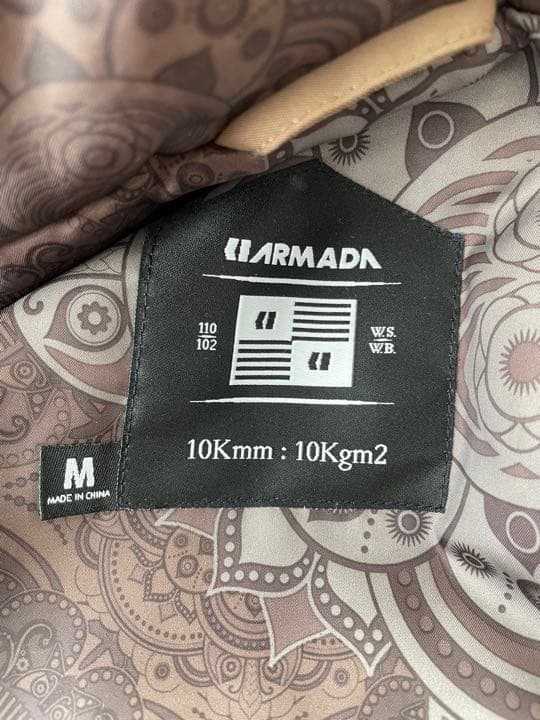 ARMADA
110
102
W.S.
W.B.
10Kmm : 10Kgm2
M
MADE IN CHINA